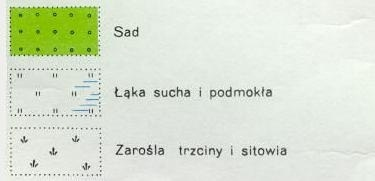 Sad
Łąka sucha i podmokła
Zarośla trzciny i sitowia